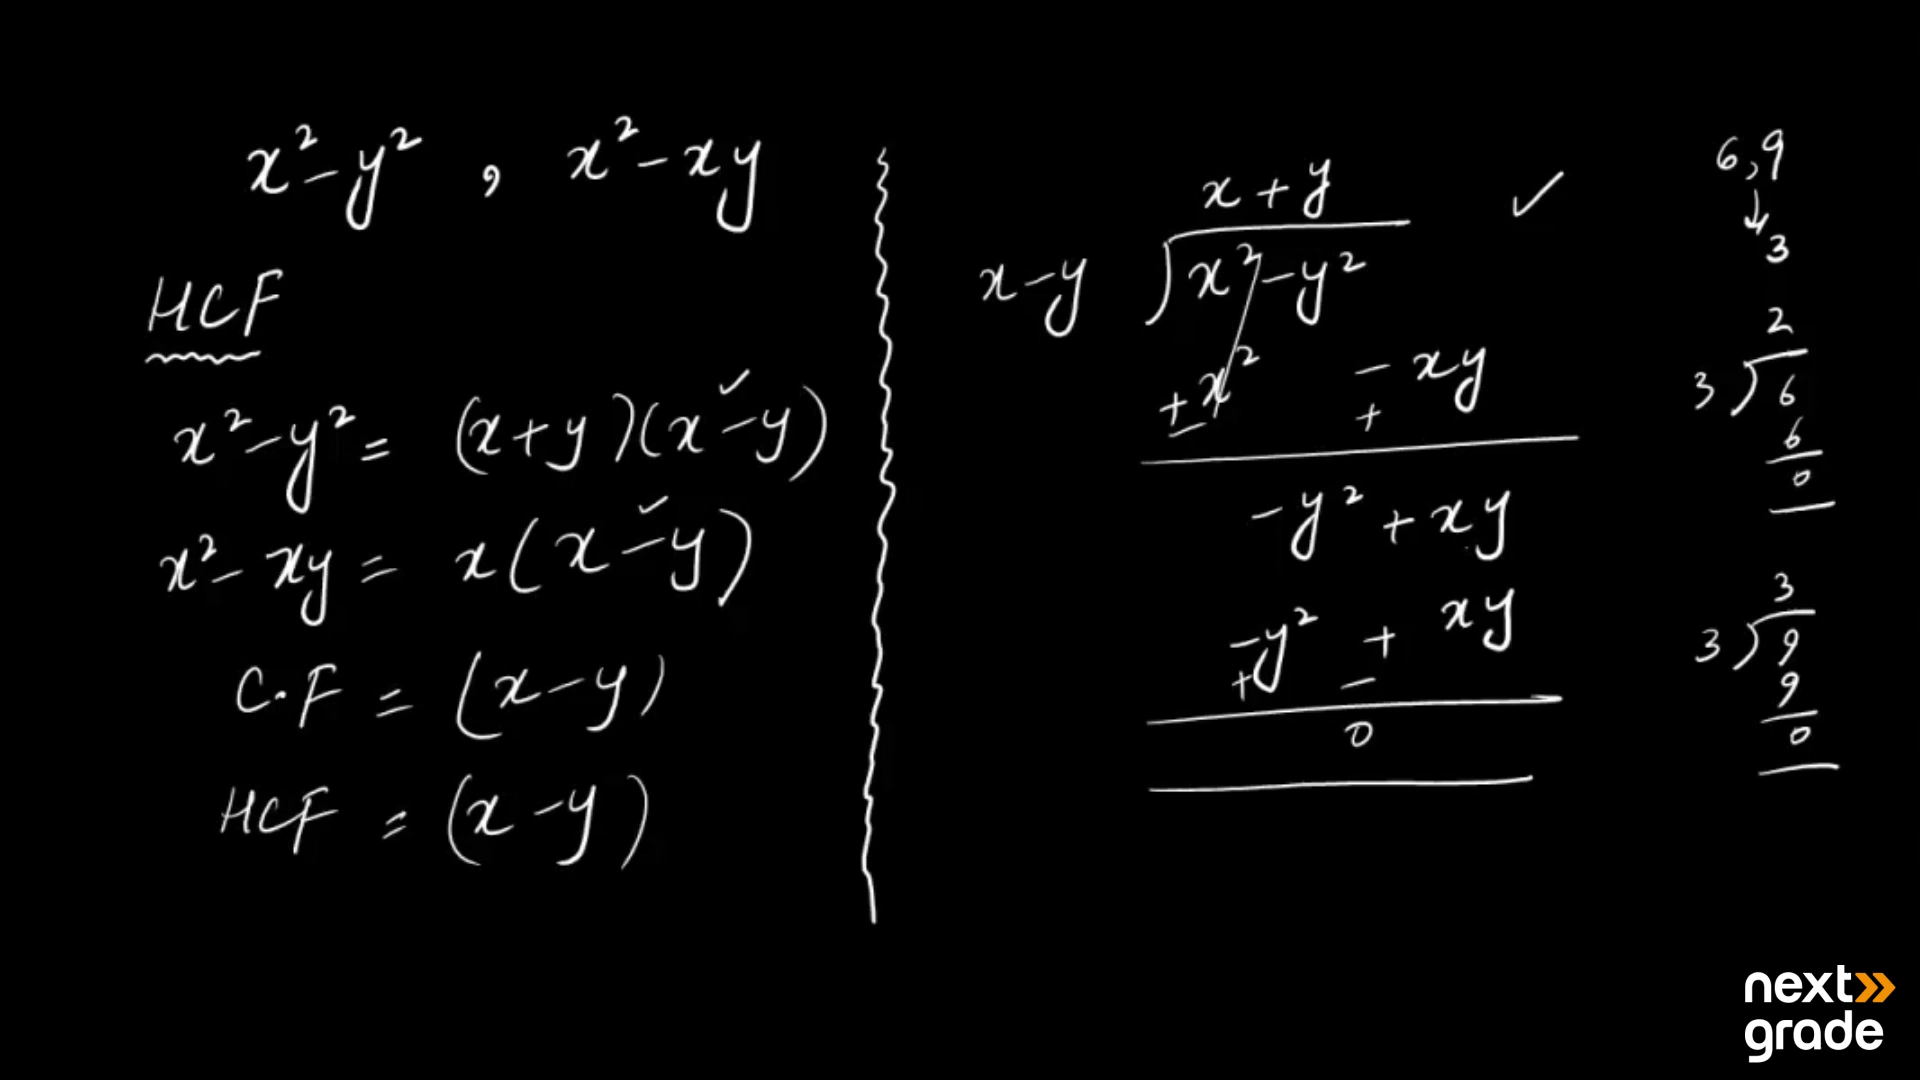 x² - y² , x² - xy
HCF
x² - y² = (x + y)(x - y)
x² - xy = x(x - y)
C.F = (x - y)
HCF = (x - y)
x + y ✓
x - y ) x² - y²
+ x² - xy
- +
- y² + xy
- y² + xy
+ -
0
6, 9
↓
3
2
3 ) 6
6
0
3
3 ) 9
9
0
next»
grade